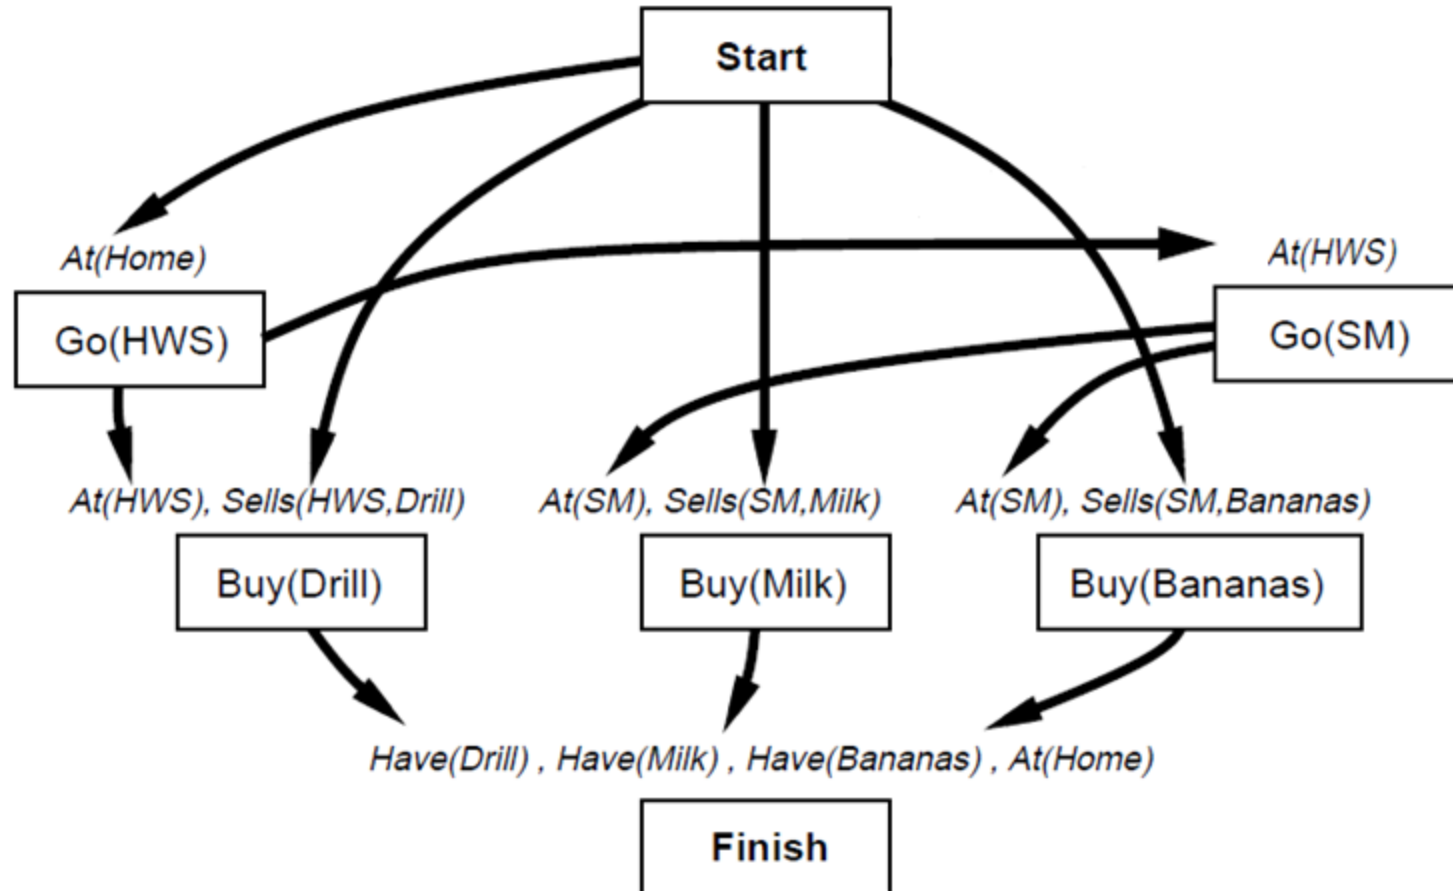 Start
At(Home)
At(HWS)
Go(HWS)
Go(SM)
At(HWS), Sells(HWS,Drill)
At(SM), Sells(SM,Milk)
At(SM), Sells(SM,Bananas)
Buy(Drill)
Buy(Milk)
Buy(Bananas)
Have(Drill) , Have(Milk) , Have(Bananas) , At(Home)
Finish